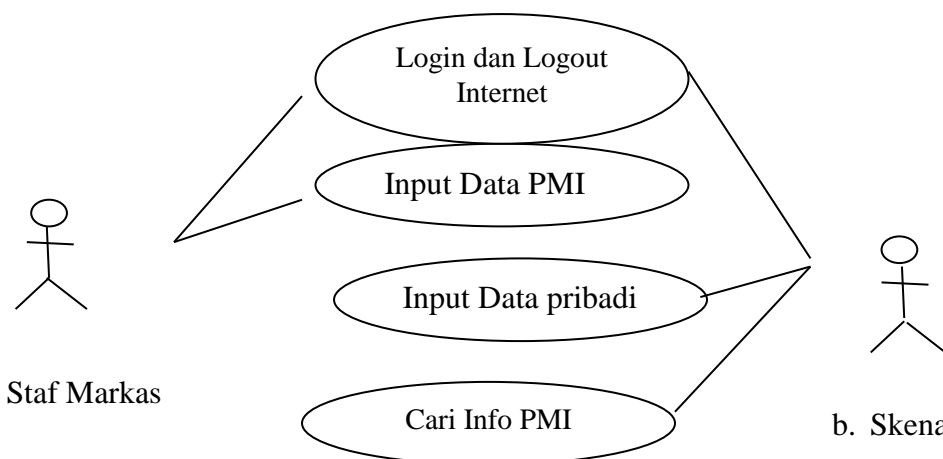 Login dan Logout
Internet
Input Data PMI
Input Data pribadi
Staf Markas
Cari Info PMI
b. Skena